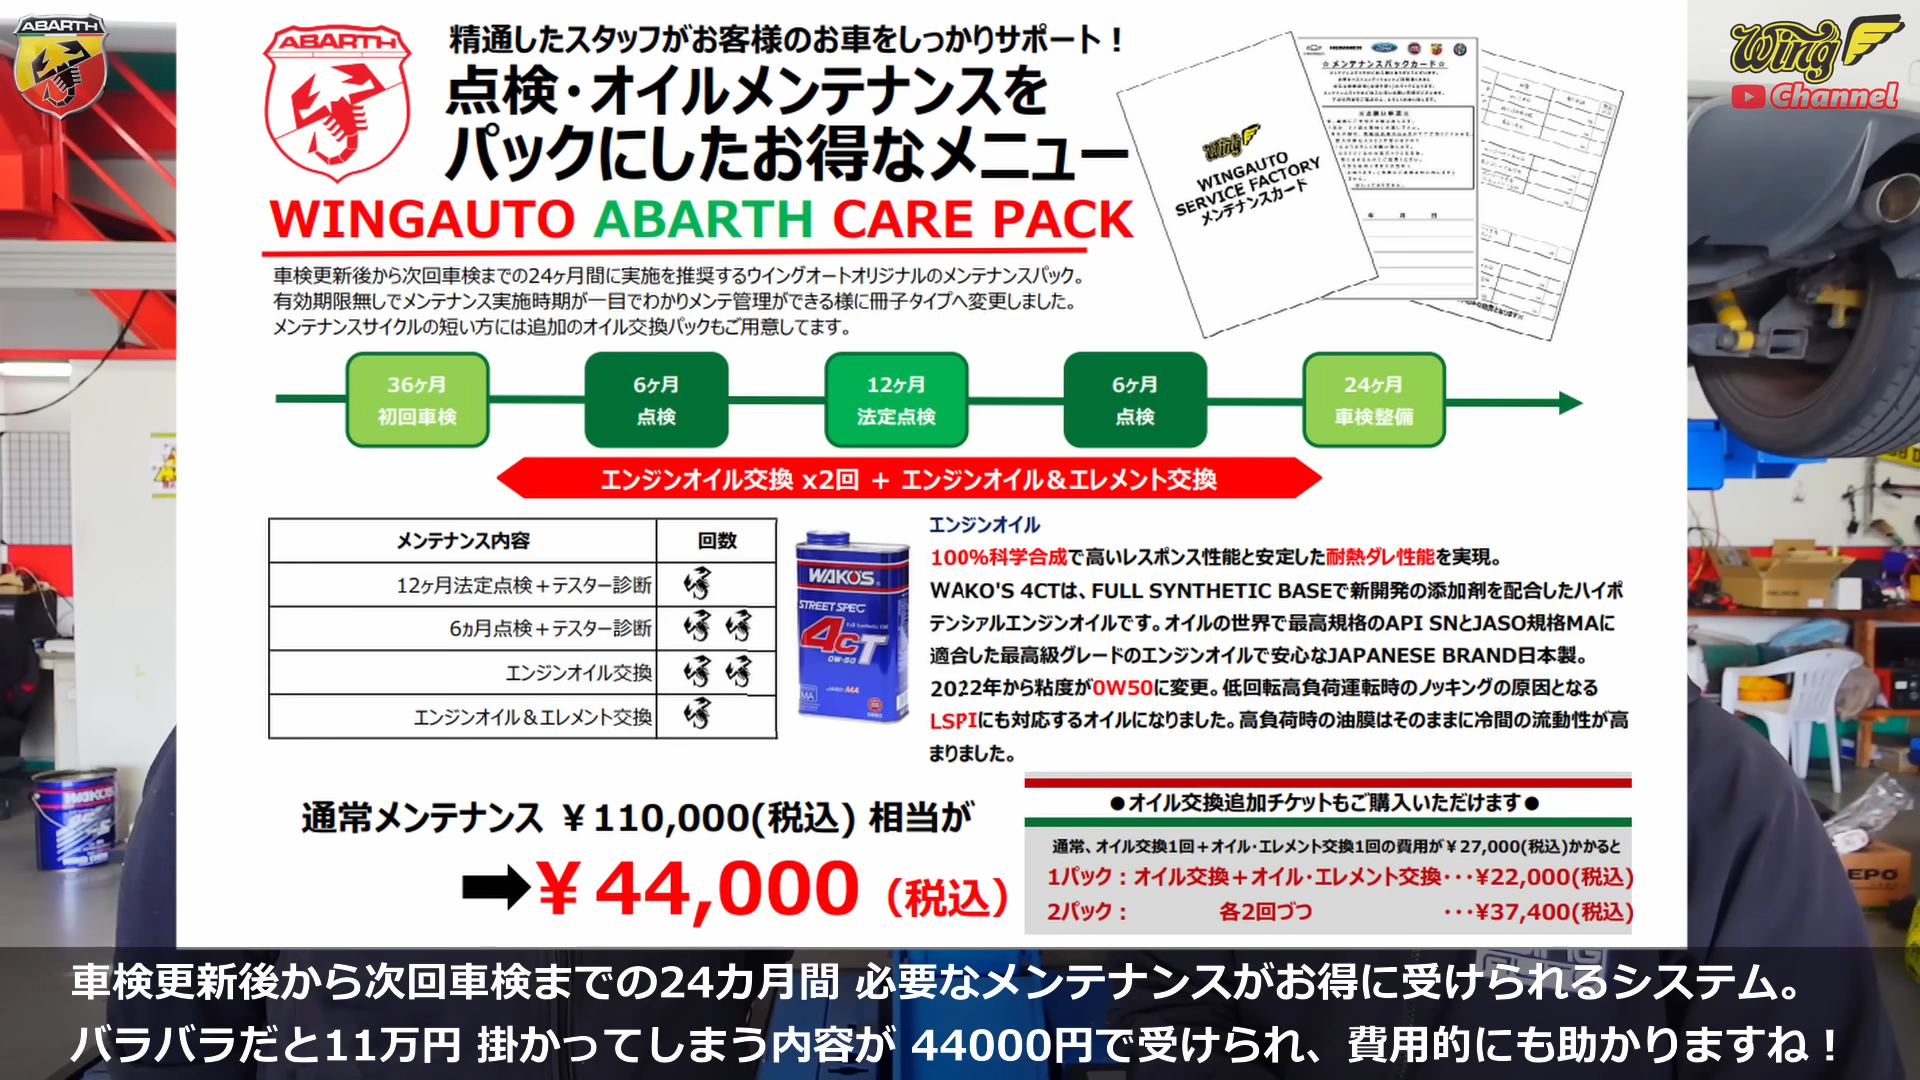 ABARTH
Wing
Channel
ABARTH
精通したスタッフがお客様のお車をしっかりサポート！
点検・オイルメンテナンスを
パックにしたお得なメニュー
WINGAUTO ABARTH CARE PACK
Wing
WINGAUTO
SERVICE FACTORY
メンテナンスカード
☆メンテナンスパックカード☆
年 月 日
車検更新後から次回車検までの24ヶ月間に実施を推奨するウイングオートオリジナルのメンテナンスパック。
有効期限無しでメンテナンス実施時期が一目でわかりメンテ管理ができる様に冊子タイプへ変更しました。
メンテナンスサイクルの短い方には追加のオイル交換パックもご用意してます。
36ヶ月
初回車検
6ヶ月
点検
12ヶ月
法定点検
6ヶ月
点検
24ヶ月
車検整備
エンジンオイル交換 x2回 ＋ エンジンオイル＆エレメント交換
メンテナンス内容 回数
12ヶ月法定点検＋テスター診断
6ヵ月点検＋テスター診断
エンジンオイル交換
エンジンオイル＆エレメント交換
WAKO'S
STREET SPEC
4CT
0W-50
MA
エンジンオイル
100%科学合成で高いレスポンス性能と安定した耐熱ダレ性能を実現。
WAKO'S 4CTは、FULL SYNTHETIC BASEで新開発の添加剤を配合したハイポ
テンシァルエンジンオイルです。オイルの世界で最高規格のAPI SNとJASO規格MAに
適合した最高級グレードのエンジンオイルで安心なJAPANESE BRAND日本製。
2022年から粘度が0W50に変更。低回転高負荷運転時のノッキングの原因となる
LSPIにも対応するオイルになりました。高負荷時の油膜はそのままに冷間の流動性が高
まりました。
通常メンテナンス ￥110,000(税込) 相当が
➡￥44,000（税込）
●オイル交換追加チケットもご購入いただけます●
通常、オイル交換1回＋オイル・エレメント交換1回の費用が￥27,000(税込)かかると
1パック：オイル交換＋オイル・エレメント交換･･･¥22,000(税込)
2パック： 各2回づつ ･･･¥37,400(税込)
WAKO'S
EPO
車検更新後から次回車検までの24カ月間 必要なメンテナンスがお得に受けられるシステム。
バラバラだと11万円 掛かってしまう内容が 44000円で受けられ、費用的にも助かりますね！